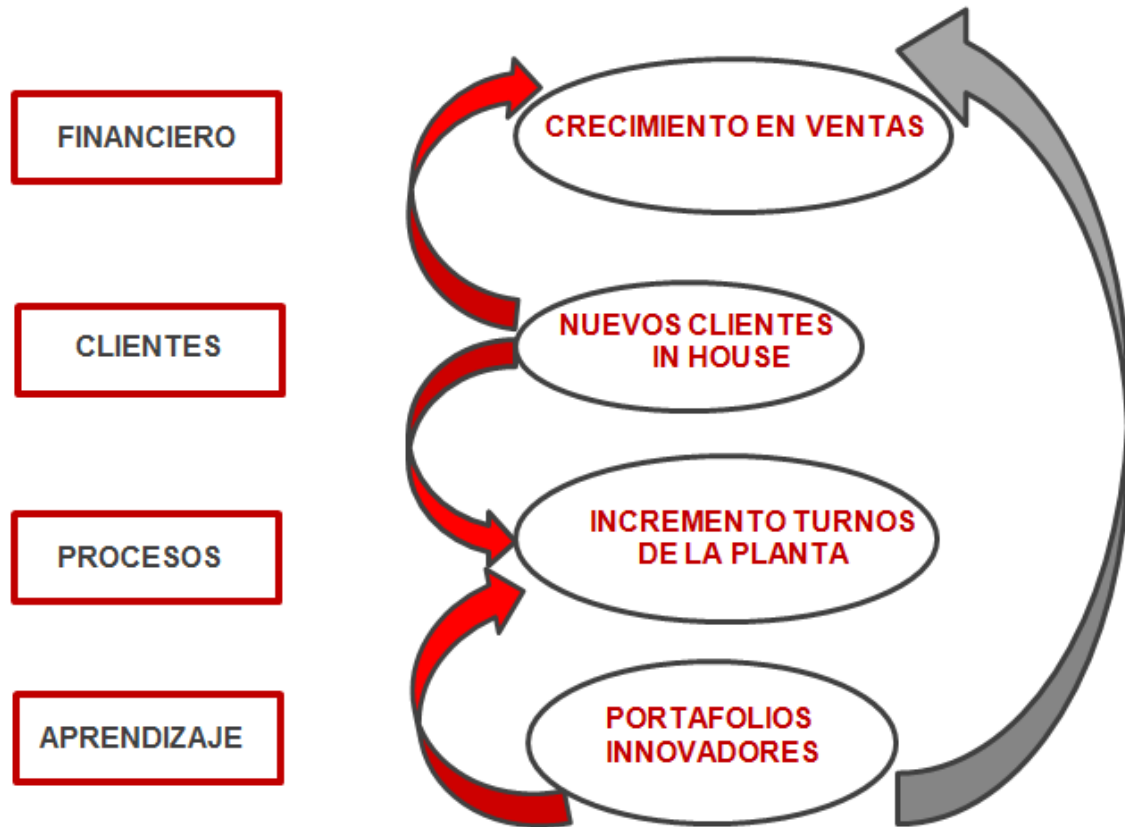 FINANCIERO
CRECIMIENTO EN VENTAS
CLIENTES
NUEVOS CLIENTES
IN HOUSE
PROCESOS
INCREMENTO TURNOS
DE LA PLANTA
APRENDIZAJE
PORTAFOLIOS
INNOVADORES